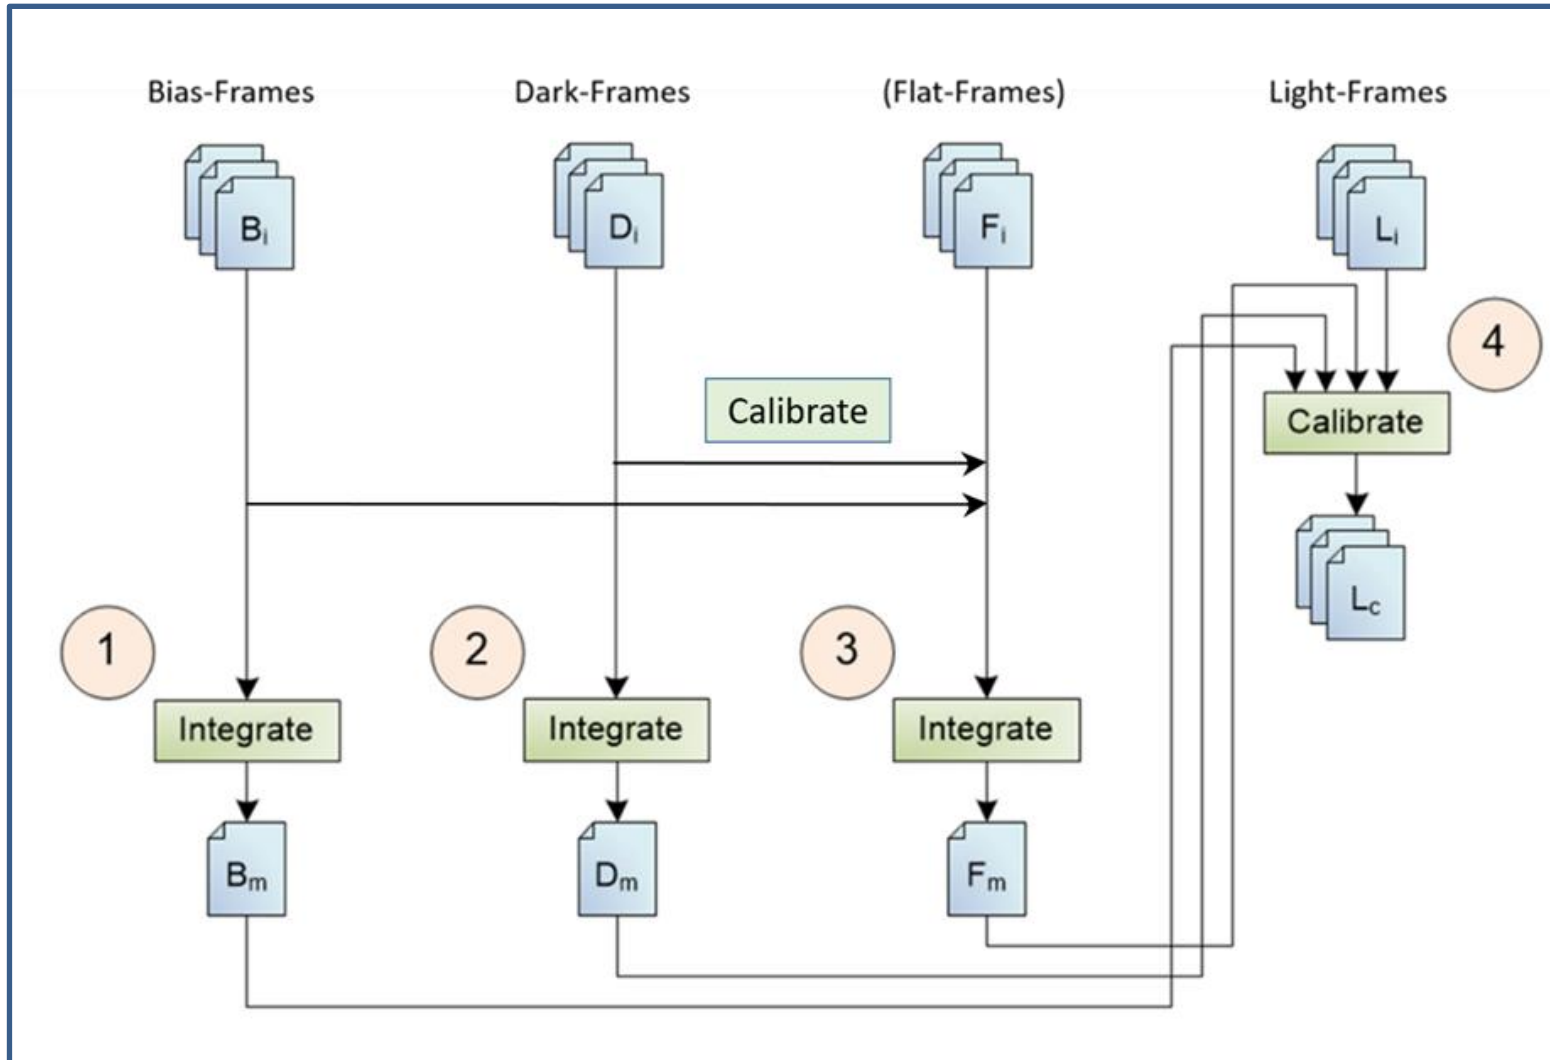 Bias-Frames
Dark-Frames
(Flat-Frames)
Light-Frames
Bi
Di
Fi
Li
4
Calibrate
Calibrate
Lc
1
2
3
Integrate
Integrate
Integrate
Bm
Dm
Fm